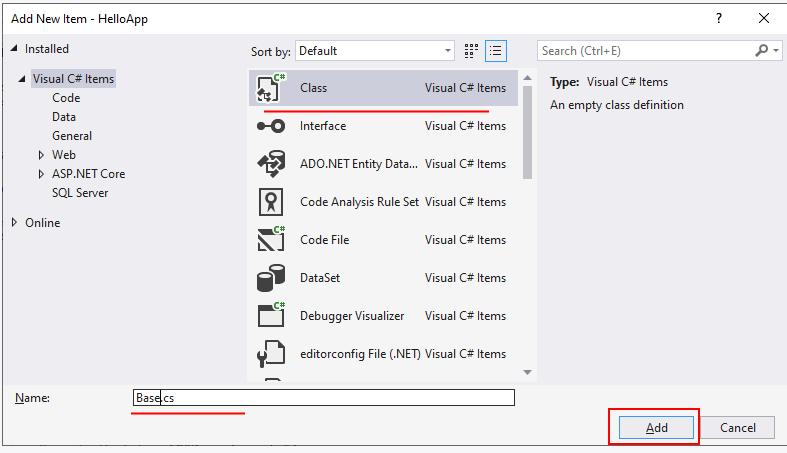 Add New Item - HelloApp
? 
Installed
Visual C# Items
Code
Data
General
Web
ASP.NET Core
SQL Server
Online
Sort by: Default
C# Class Visual C# Items
Interface Visual C# Items
ADO.NET Entity Data... Visual C# Items
Code Analysis Rule Set Visual C# Items
C# Code File Visual C# Items
DataSet Visual C# Items
C# Debugger Visualizer Visual C# Items
editorconfig File (.NET) Visual C# Items
Search (Ctrl+E)
Type: Visual C# Items
An empty class definition
Name: Base.cs
Add Cancel